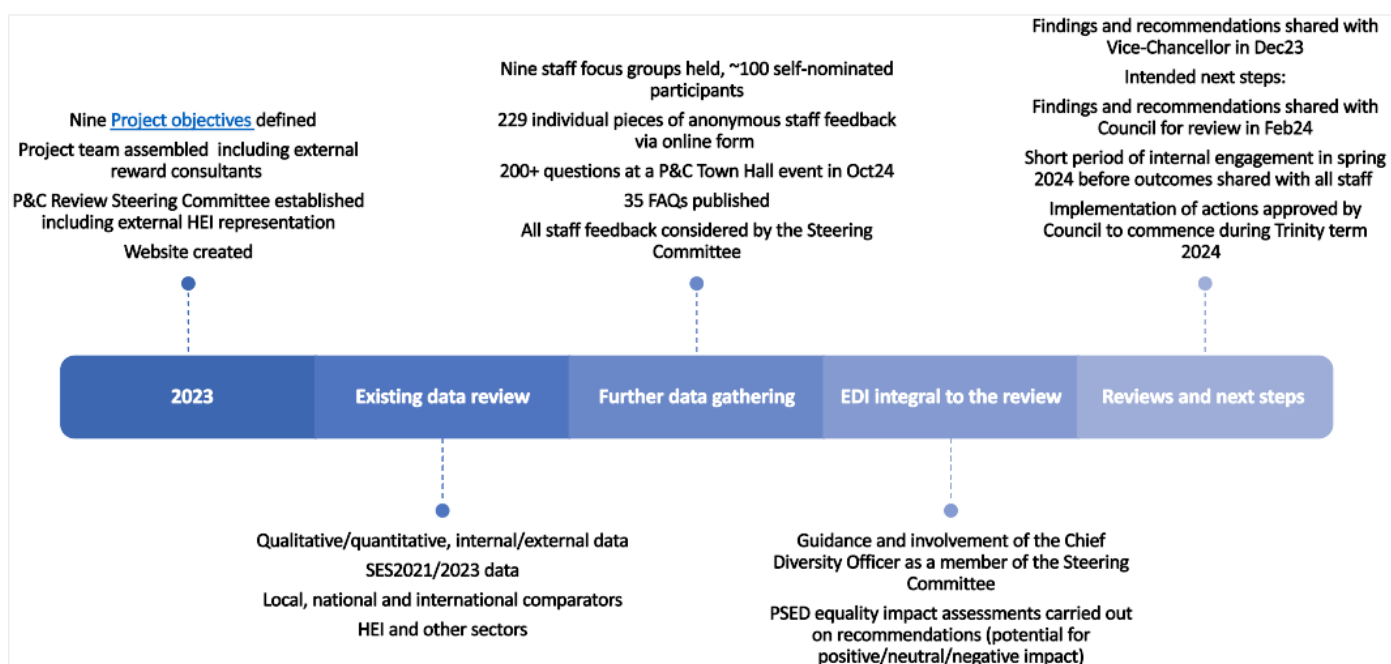 Nine Project objectives defined
Project team assembled including external
reward consultants
P&C Review Steering Committee established
including external HEI representation
Website created
Nine staff focus groups held, ~100 self-nominated
participants
229 individual pieces of anonymous staff feedback
via online form
200+ questions at a P&C Town Hall event in Oct24
35 FAQs published
All staff feedback considered by the Steering
Committee
Findings and recommendations shared with
Vice-Chancellor in Dec23
Intended next steps:
Findings and recommendations shared with
Council for review in Feb24
Short period of internal engagement in spring
2024 before outcomes shared with all staff
Implementation of actions approved by
Council to commence during Trinity term
2024
2023
Existing data review
Further data gathering
EDI integral to the review
Reviews and next steps
Qualitative/quantitative, internal/external data
SES2021/2023 data
Local, national and international comparators
HEI and other sectors
Guidance and involvement of the Chief
Diversity Officer as a member of the Steering
Committee
PSED equality impact assessments carried out
on recommendations (potential for
positive/neutral/negative impact)